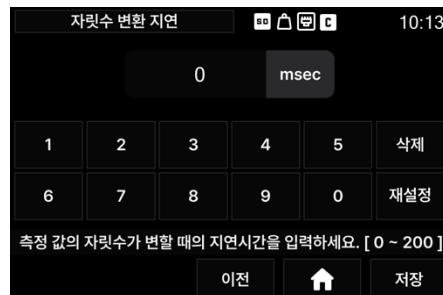 자릿수 변환 지연 SD C 10:13
0 msec
1 2 3 4 5 삭제
6 7 8 9 0 재설정
측정 값의 자릿수가 변할 때의 지연시간을 입력하세요. [ 0 ~ 200 ]
이전 저장